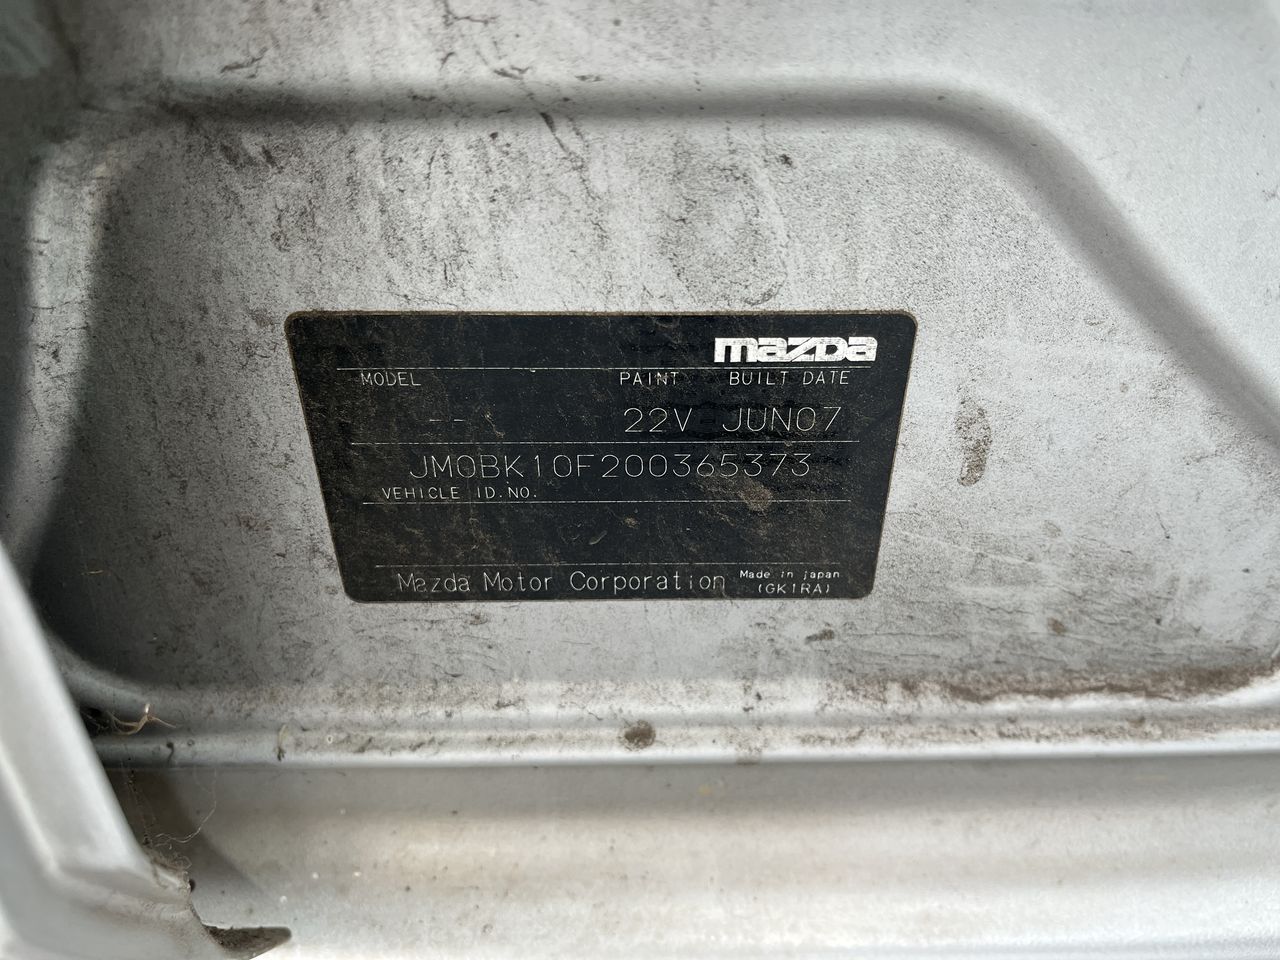 mazda
MODEL PAINT BUILT DATE
-- 22V JUN07
JM0BK10F200365373
VEHICLE ID.NO.
Mazda Motor Corporation Made in japan
(GK1RA)